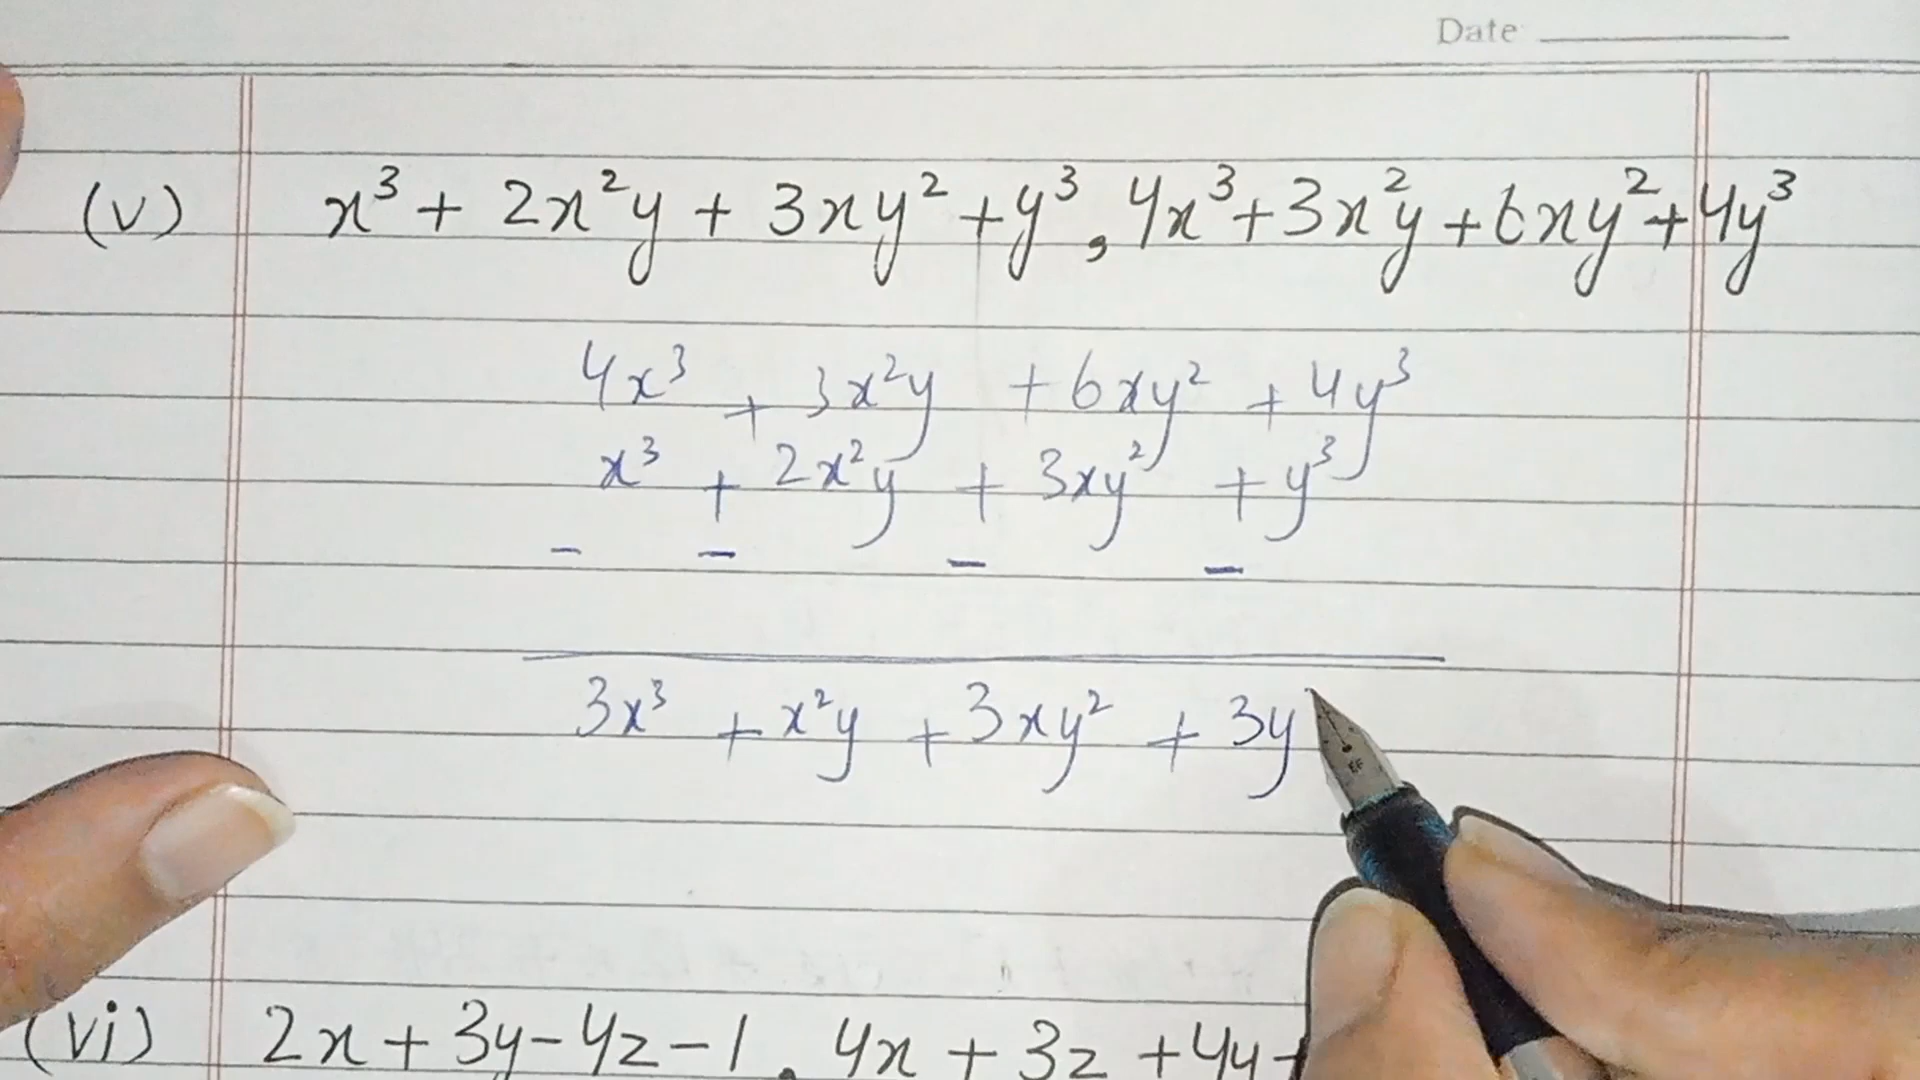 Date
(v) x³ + 2x²y + 3xy² + y³, 4x³ + 3x²y + 6xy² + 4y³
4x³ + 3x²y + 6xy² + 4y³
x³ + 2x²y + 3xy² + y³
- - - -
3x³ + x²y + 3xy² + 3y
EF
(vi) 2x + 3y - 4z - 1, 4x + 3z + 4y +